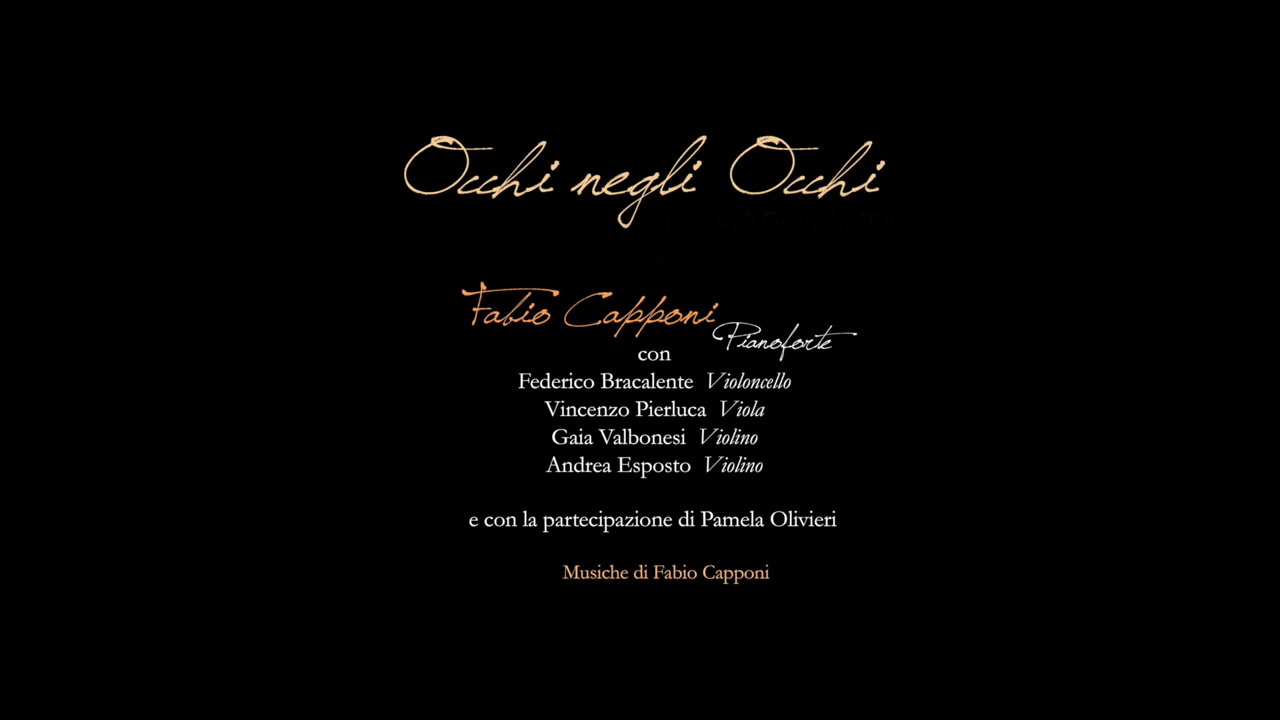 Occhi negli Occhi
Fabio Capponi
Pianoforte
con
Federico Bracalente Violoncello
Vincenzo Pierluca Viola
Gaia Valbonesi Violino
Andrea Esposto Violino
e con la partecipazione di Pamela Olivieri
Musiche di Fabio Capponi